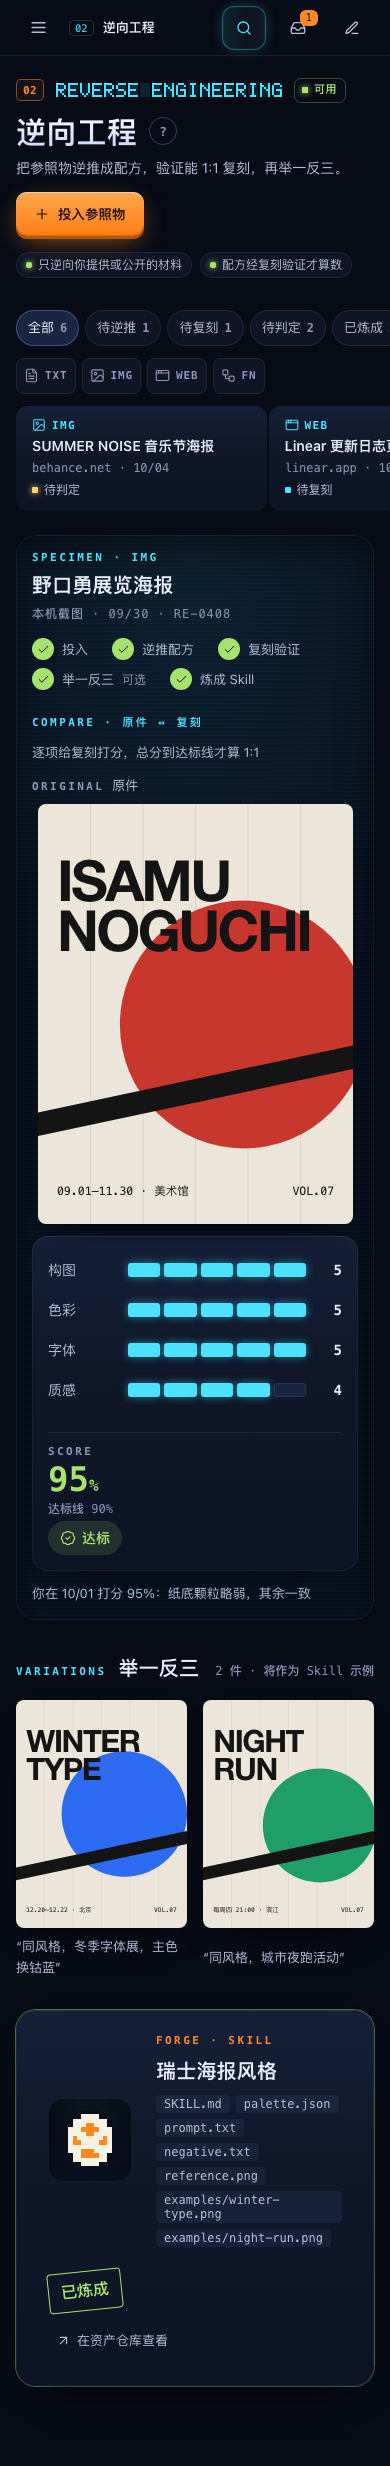 02 逆向工程 1
02 REVERSE ENGINEERING 可用
逆向工程 ?
把参照物逆推成配方，验证能 1:1 复刻，再举一反三。
投入参照物
只逆向你提供或公开的材料 配方经复刻验证才算数
全部 6 待逆推 1 待复刻 1 待判定 2 已炼成
TXT IMG WEB FN
IMG
SUMMER NOISE 音乐节海报
behance.net · 10/04
待判定
WEB
Linear 更新日志
linear.app · 
待复刻
SPECIMEN · IMG
野口勇展览海报
本机截图 · 09/30 · RE-0408
投入 逆推配方 复刻验证
举一反三 可选 炼成 Skill
COMPARE · 原件 ↔ 复刻
逐项给复刻打分，总分到达标线才算 1:1
ORIGINAL 原件
ISAMU
NOGUCHI
09.01—11.30 · 美术馆 VOL.07
构图 5
色彩 5
字体 5
质感 4
SCORE
95%
达标线 90%
达标
你在 10/01 打分 95%：纸底颗粒略弱，其余一致
VARIATIONS 举一反三 2 件 · 将作为 Skill 示例
WINTER
TYPE
12.20—12.22 · 北京 VOL.07
NIGHT
RUN
每周四 21:00 · 滨江 VOL.07
“同风格，冬季字体展，主色
换钴蓝”
“同风格，城市夜跑活动”
FORGE · SKILL
瑞士海报风格
SKILL.md palette.json
prompt.txt
negative.txt
reference.png
examples/winter-
type.png
examples/night-run.png
已炼成
在资产仓库查看